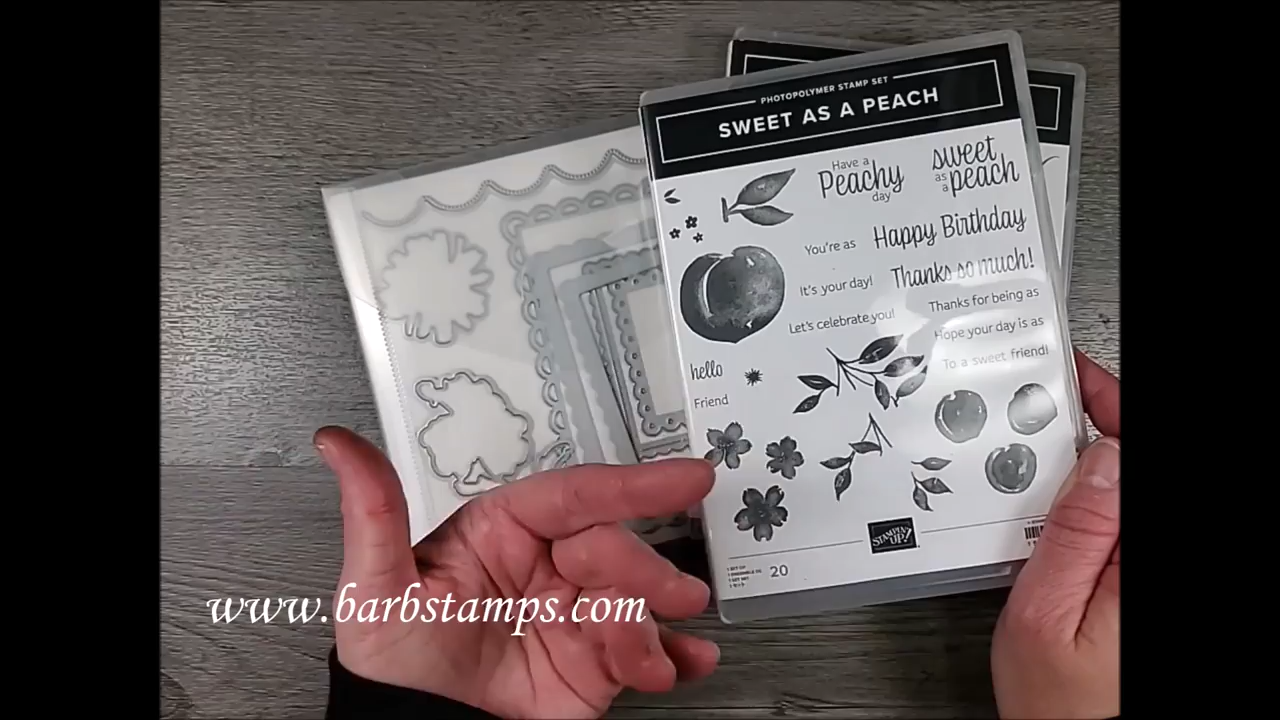 PHOTOPOLYMER STAMP SET
SWEET AS A PEACH
Have a
Peachy
day
sweet
as
a peach
You're as
Happy Birthday
It's your day!
Thanks so much!
Let's celebrate you!
Thanks for being as
Hope your day is as
To a sweet friend!
hello
Friend
STAMPIN' UP!
20
www.barbstamps.com